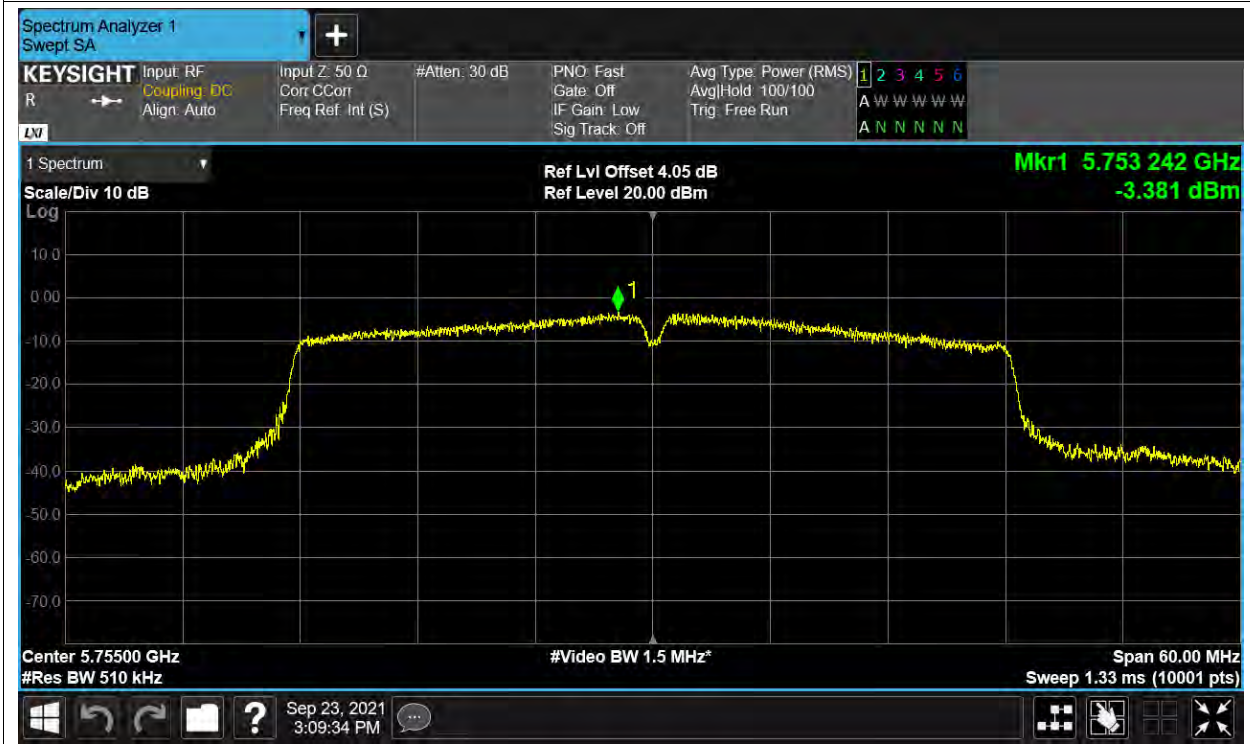 Spectrum Analyzer 1
Swept SA
KEYSIGHT
R
LXI
Input: RF
Coupling: DC
Align: Auto
Input Z: 50 Ω
Corr CCorr
Freq Ref: Int (S)
#Atten: 30 dB
PNO: Fast
Gate: Off
IF Gain: Low
Sig Track: Off
Avg Type: Power (RMS)
Avg|Hold: 100/100
Trig: Free Run
1 2 3 4 5 6
A W W W W W
A N N N N N
1 Spectrum
Scale/Div 10 dB
Ref Lvl Offset 4.05 dB
Ref Level 20.00 dBm
Mkr1 5.753 242 GHz
-3.381 dBm
Log
10.0
0.00
-10.0
-20.0
-30.0
-40.0
-50.0
-60.0
-70.0
1
Center 5.75500 GHz
#Res BW 510 kHz
#Video BW 1.5 MHz*
Span 60.00 MHz
Sweep 1.33 ms (10001 pts)
?
Sep 23, 2021
3:09:34 PM